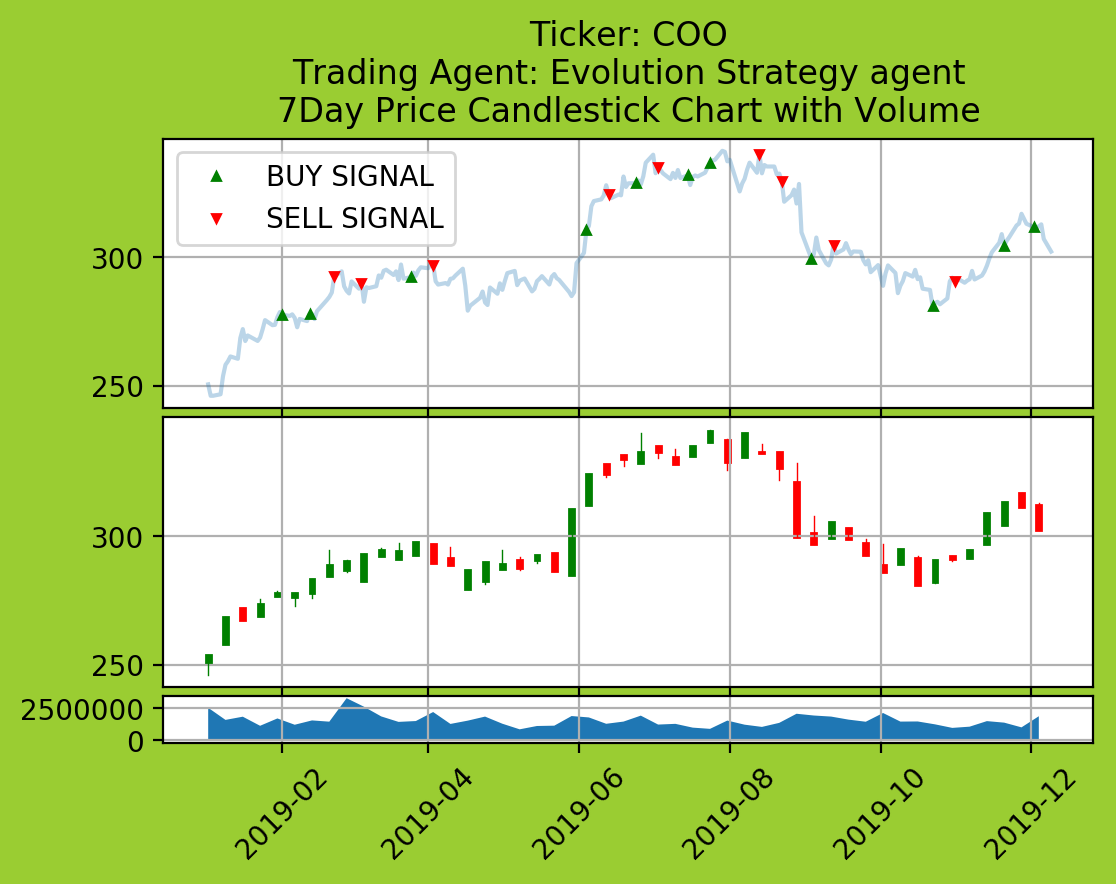 Ticker: COO
Trading Agent: Evolution Strategy agent
7Day Price Candlestick Chart with Volume
BUY SIGNAL
SELL SIGNAL
300
250
300
250
2500000
0
2019-02
2019-04
2019-06
2019-08
2019-10
2019-12